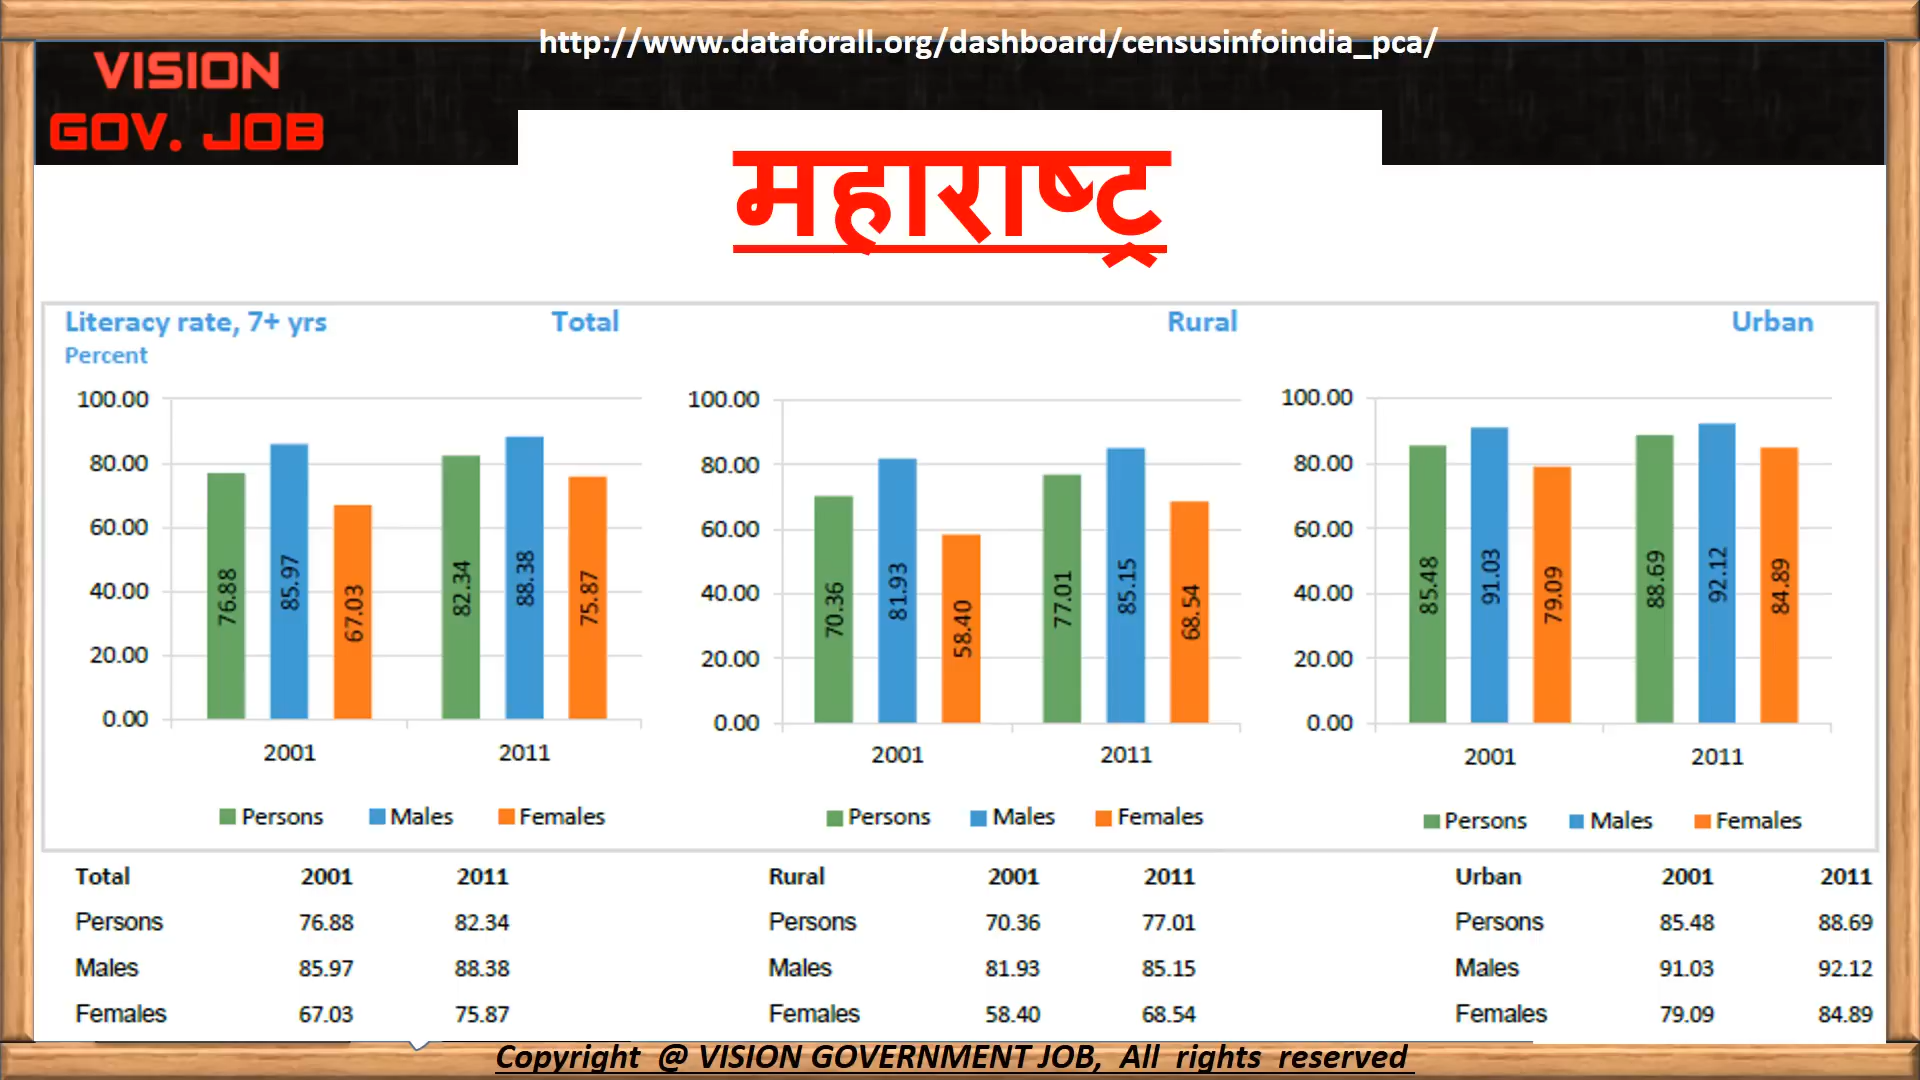 http://www.dataforall.org/dashboard/censusinfoindia_pca/
VISION
GOV. JOB
महाराष्ट्र
Literacy rate, 7+ yrs Total Rural Urban
Percent
100.00 100.00 100.00
80.00 80.00 80.00
60.00 60.00 60.00
40.00 40.00 40.00
20.00 20.00 20.00
0.00 0.00 0.00
76.88 85.97 67.03 82.34 88.38 75.87
70.36 81.93 58.40 77.01 85.15 68.54
85.48 91.03 79.09 88.69 92.12 84.89
2001 2011 2001 2011 2001 2011
Persons Males Females Persons Males Females Persons Males Females
Total 2001 2011 Rural 2001 2011 Urban 2001 2011
Persons 76.88 82.34 Persons 70.36 77.01 Persons 85.48 88.69
Males 85.97 88.38 Males 81.93 85.15 Males 91.03 92.12
Females 67.03 75.87 Females 58.40 68.54 Females 79.09 84.89
Copyright @ VISION GOVERNMENT JOB, All rights reserved